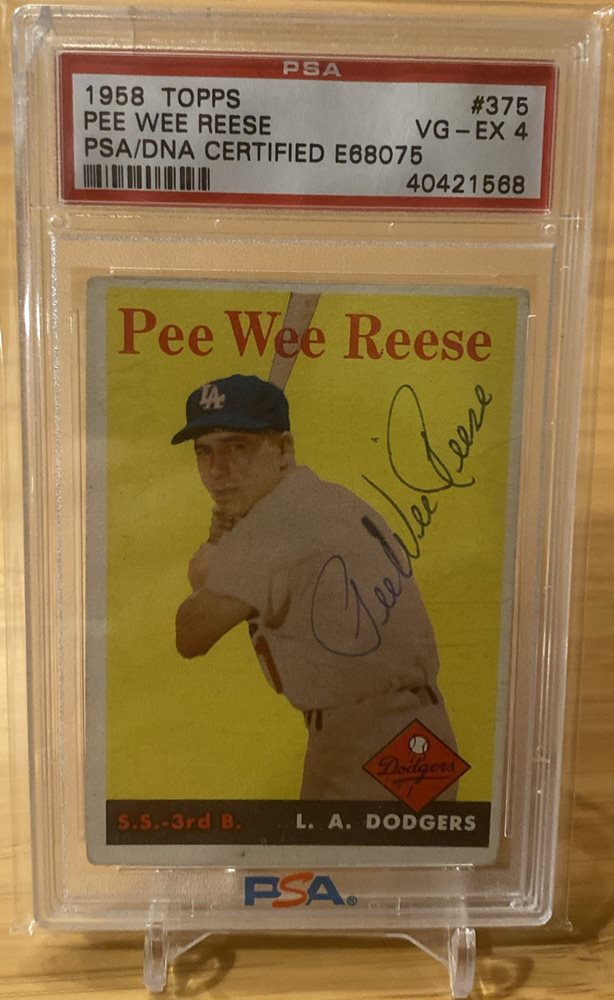 PSA
1958 TOPPS #375
PEE WEE REESE VG-EX 4
PSA/DNA CERTIFIED E68075
40421568
Pee Wee Reese
LA
Pee Wee Reese
Dodgers
S.S.-3rd B. L. A. DODGERS
PSA®